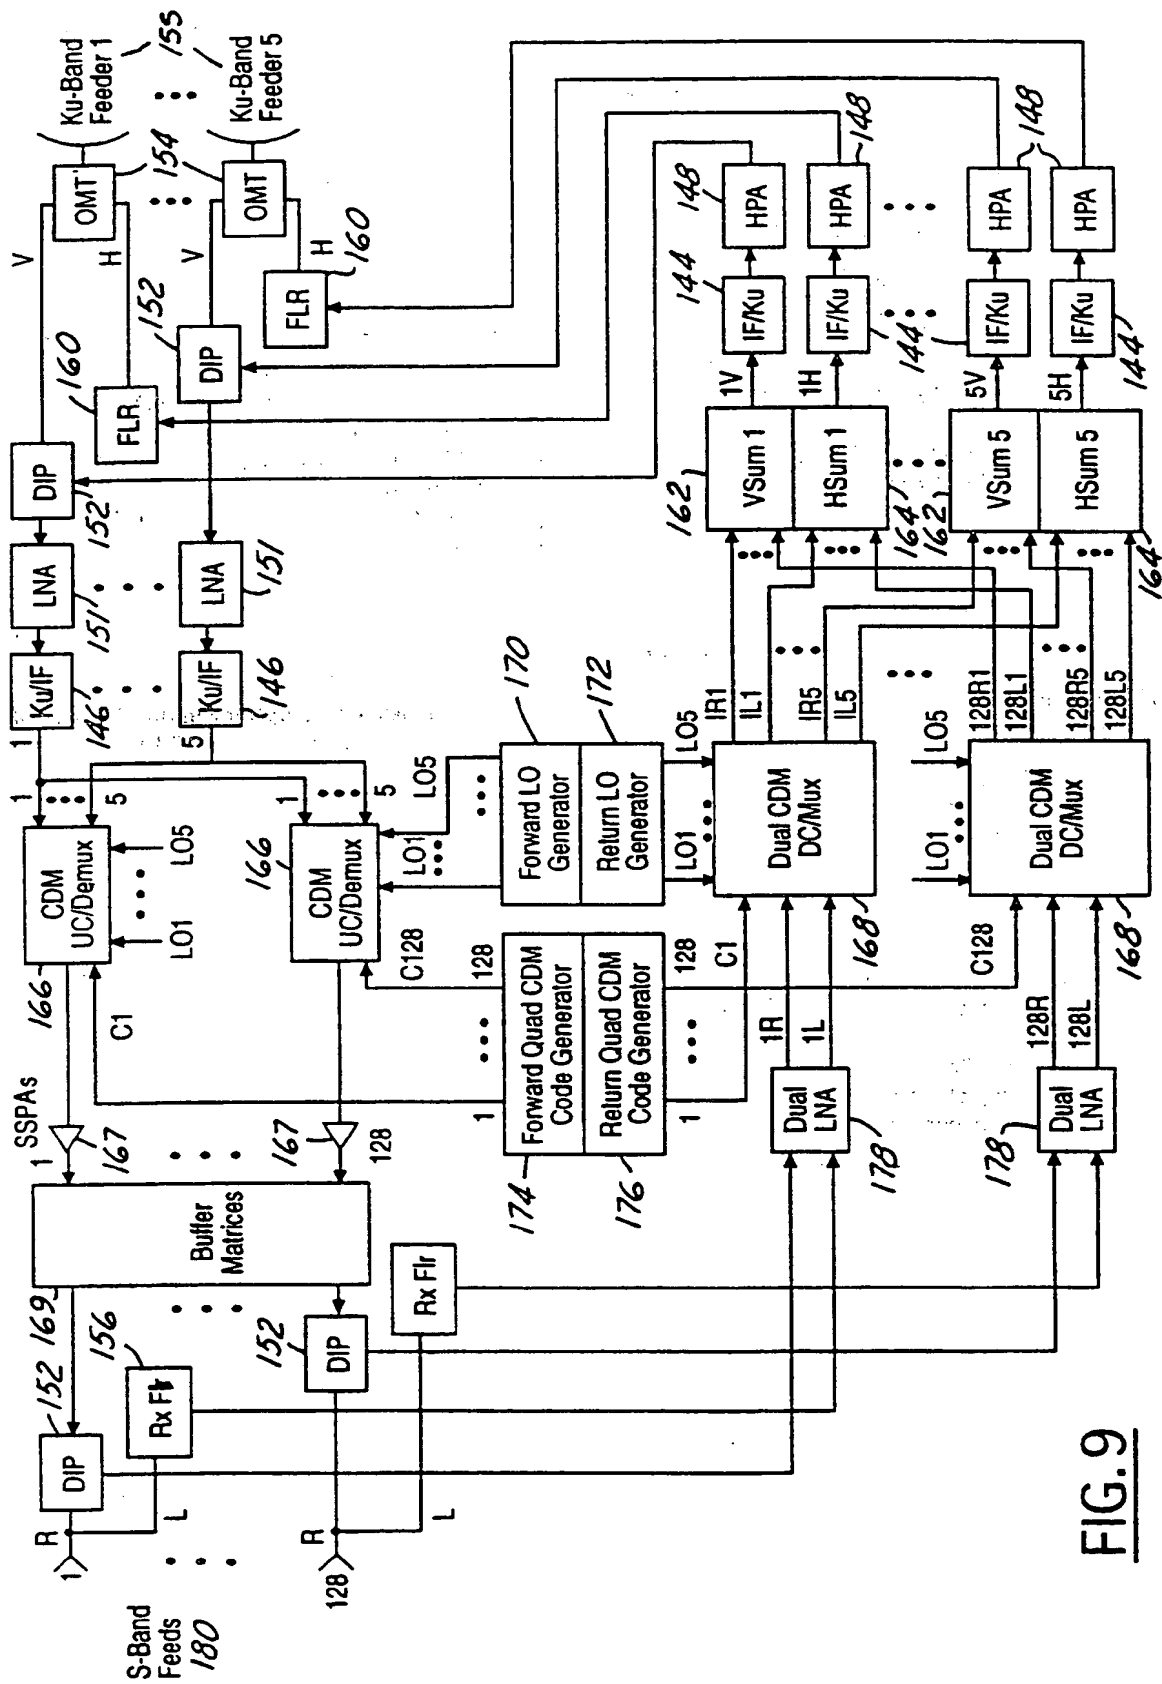 S-Band
Feeds
180
1
R
L
DIP
152
Rx Flr
156
128
R
L
DIP
152
Rx Flr
169
Buffer
Matrices
SSPAs
1
167
167
128
C1
166
CDM
UC/Demux
LO1
LO5
1
5
166
CDM
UC/Demux
C128
LO1
LO5
1
5
1
Ku/IF
146
LNA
151
DIP
152
5
Ku/IF
146
LNA
151
DIP
152
FLR
160
FLR
160
V
H
V
H
OMT
OMT
154
Ku-Band
Feeder 1
155
Ku-Band
Feeder 5
174
Forward Quad CDM
Code Generator
1
128
176
Return Quad CDM
Code Generator
1
128
170
Forward LO
Generator
172
Return LO
Generator
Dual
LNA
178
1R
1L
C1
LO1
LO5
Dual CDM
DC/Mux
168
IR1
IL1
IR5
IL5
Dual
LNA
178
128R
128L
C128
LO1
LO5
Dual CDM
DC/Mux
168
128R1
128L1
128R5
128L5
162
VSum 1
HSum 1
164
162
VSum 5
HSum 5
164
1V
1H
5V
5H
IF/Ku
144
IF/Ku
144
IF/Ku
IF/Ku
144
HPA
148
HPA
148
HPA
HPA
148
FIG. 9